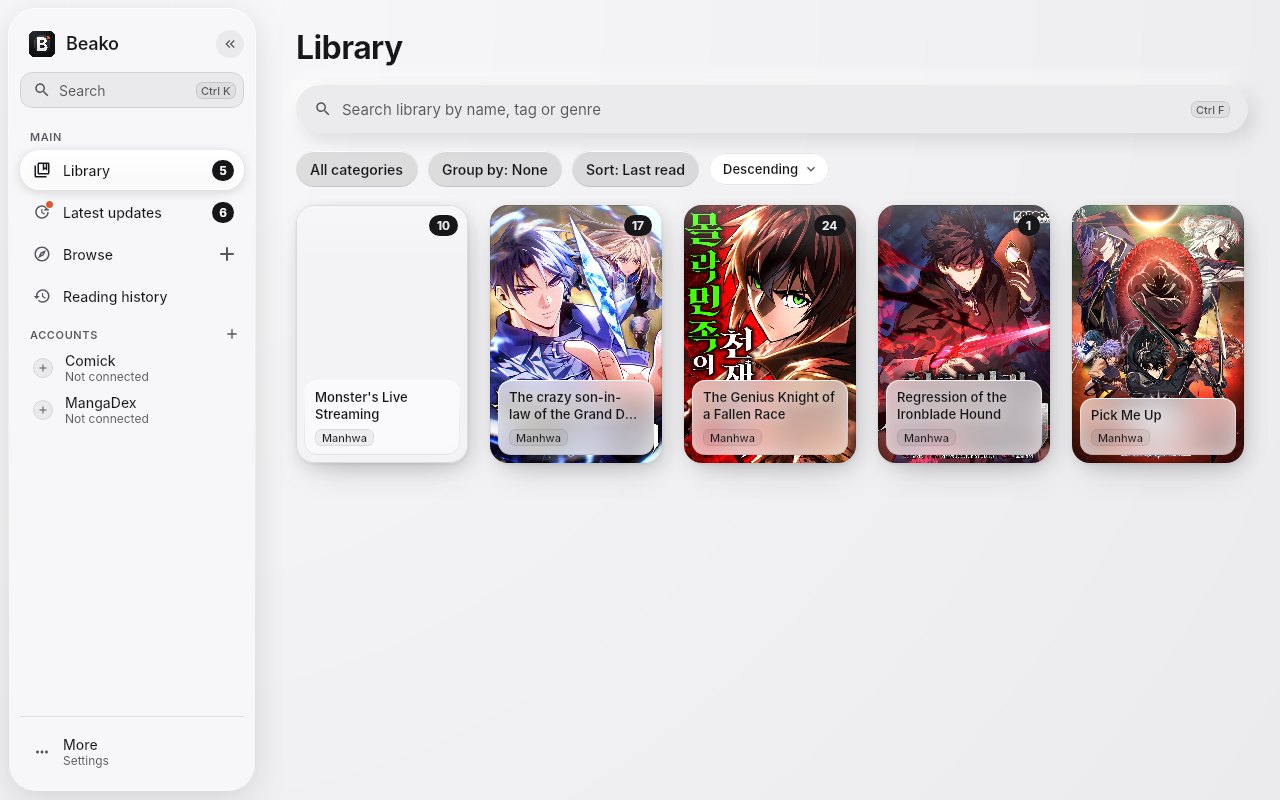 Beako
Search
Ctrl K
MAIN
Library
5
Latest updates
6
Browse
Reading history
ACCOUNTS
Comick
Not connected
MangaDex
Not connected
More
Settings
Library
Search library by name, tag or genre
Ctrl F
All categories
Group by: None
Sort: Last read
Descending
10
Monster's Live
Streaming
Manhwa
17
The crazy son-in-
law of the Grand D...
Manhwa
24
몰락민족의
천재
The Genius Knight of
a Fallen Race
Manhwa
1
Regression of the
Ironblade Hound
Manhwa
Pick Me Up
Manhwa